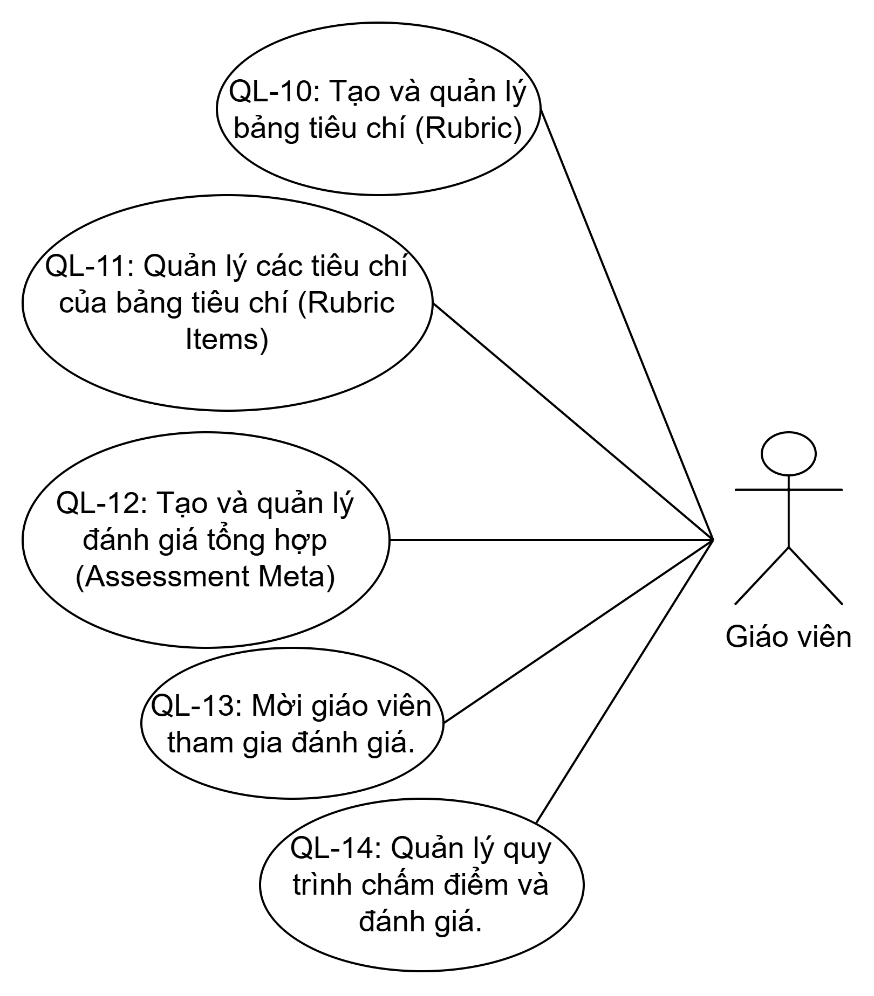 QL-10: Tạo và quản lý
bảng tiêu chí (Rubric)
QL-11: Quản lý các tiêu chí
của bảng tiêu chí (Rubric
Items)
QL-12: Tạo và quản lý
đánh giá tổng hợp
(Assessment Meta)
Giáo viên
QL-13: Mời giáo viên
tham gia đánh giá.
QL-14: Quản lý quy
trình chấm điểm và
đánh giá.